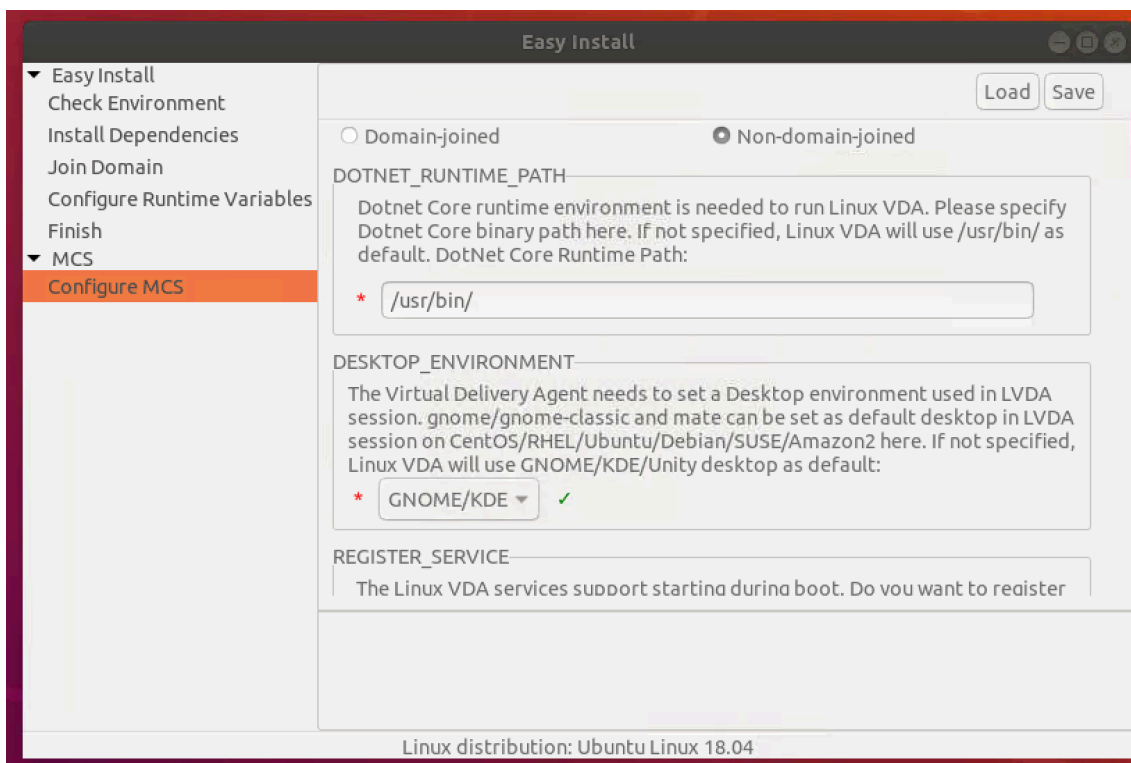 Easy Install
Easy Install
Check Environment
Install Dependencies
Join Domain
Configure Runtime Variables
Finish
MCS
Configure MCS
Load Save
Domain-joined Non-domain-joined
DOTNET_RUNTIME_PATH
Dotnet Core runtime environment is needed to run Linux VDA. Please specify
Dotnet Core binary path here. If not specified, Linux VDA will use /usr/bin/ as
default. DotNet Core Runtime Path:
* /usr/bin/
DESKTOP_ENVIRONMENT
The Virtual Delivery Agent needs to set a Desktop environment used in LVDA
session. gnome/gnome-classic and mate can be set as default desktop in LVDA
session on CentOS/RHEL/Ubuntu/Debian/SUSE/Amazon2 here. If not specified,
Linux VDA will use GNOME/KDE/Unity desktop as default:
* GNOME/KDE ✓
REGISTER_SERVICE
The Linux VDA services support starting during boot. Do you want to register
Linux distribution: Ubuntu Linux 18.04